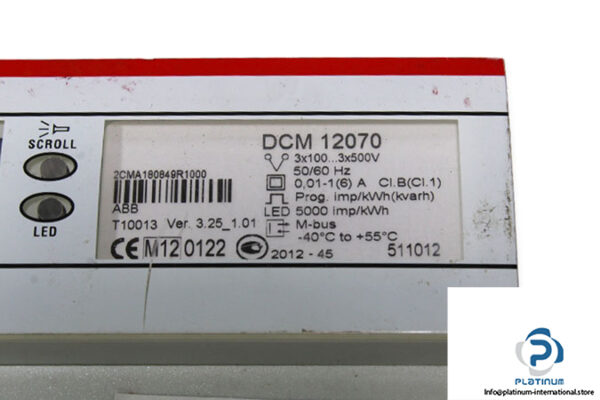 SCROLL
LED
2CMA180849R1000
ABB
T10013 Ver. 3.25_1.01
CE M12 0122
2012 - 45
DCM 12070
3x100...3x500V
50/60 Hz
0,01-1(6) A Cl.B(Cl.1)
Prog. imp/kWh(kvarh)
LED 5000 imp/kWh
M-bus
-40°C to +55°C
511012
PLATINUM
Info@platinum-international.store